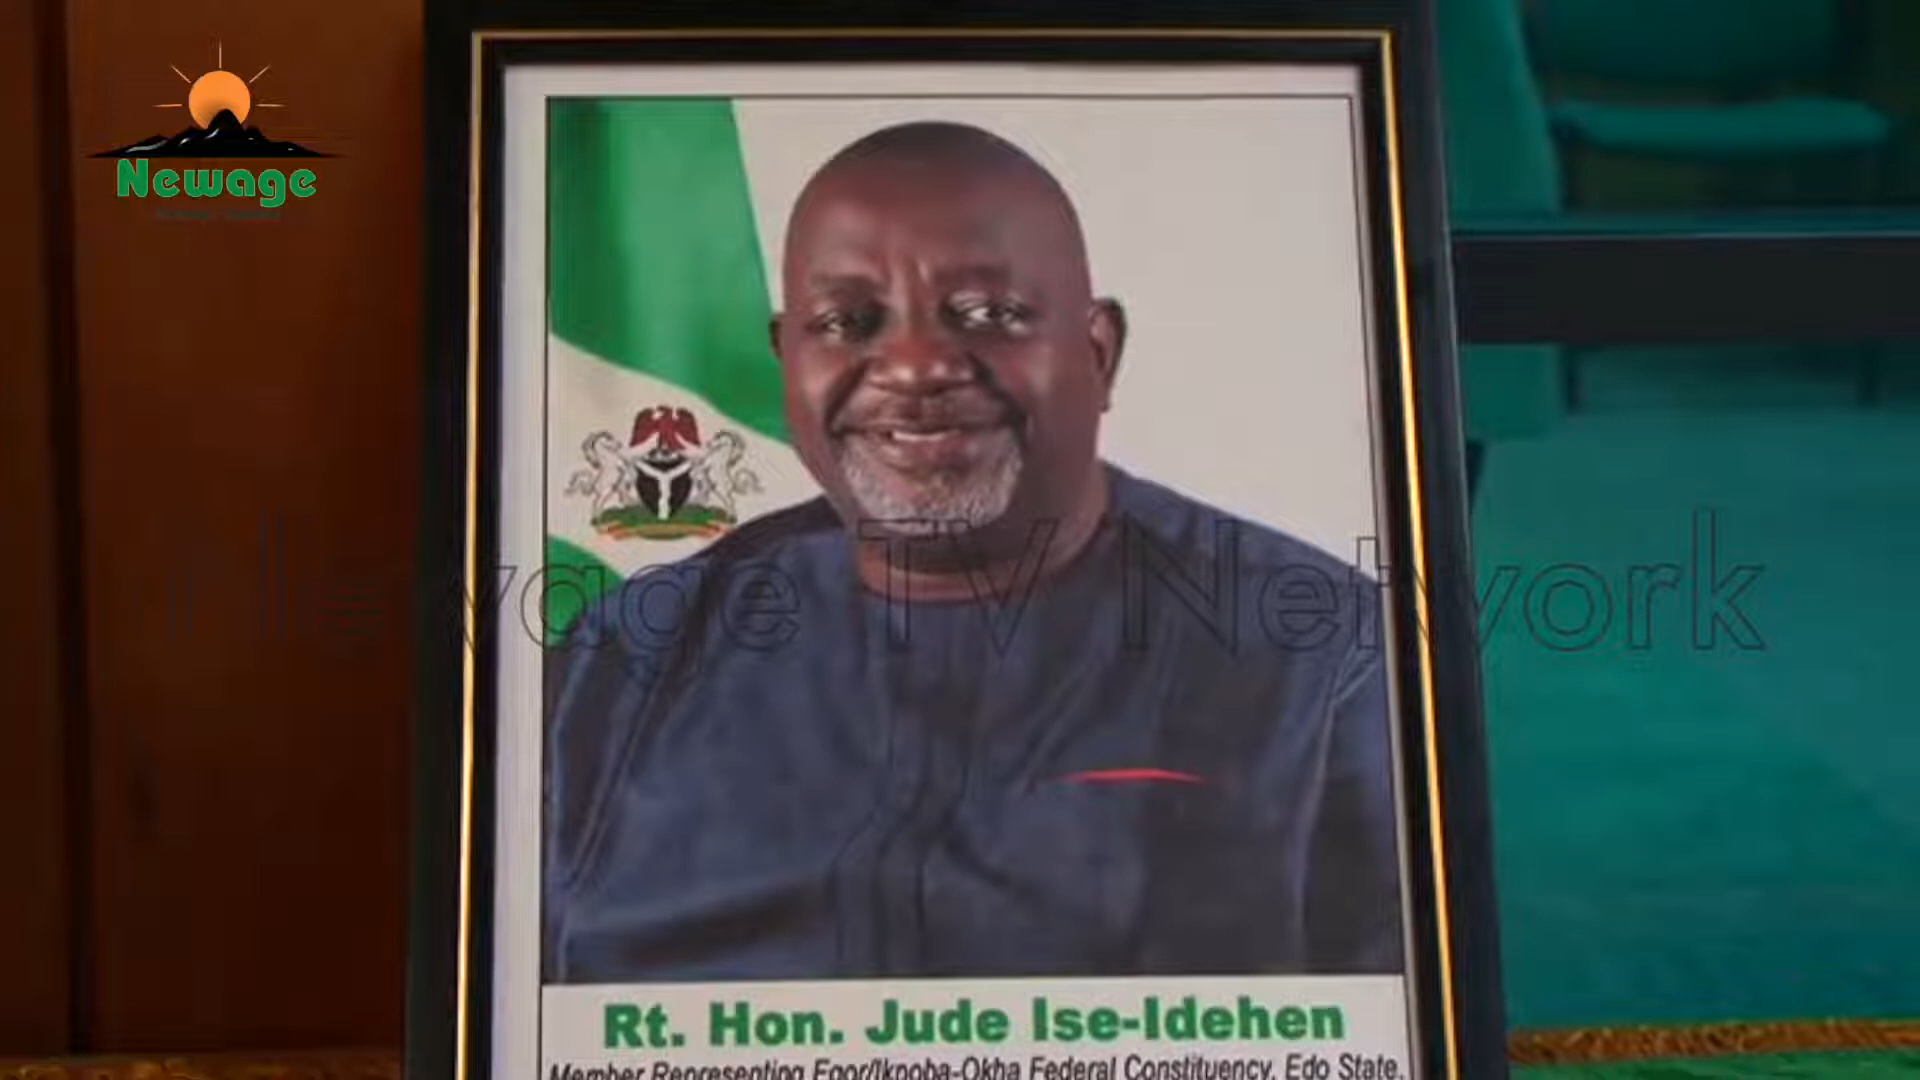 Newage
Newage TV Network
Rt. Hon. Jude Ise-Idehen
Member Representing Egor/Ikpoba-Okha Federal Constituency, Edo State.